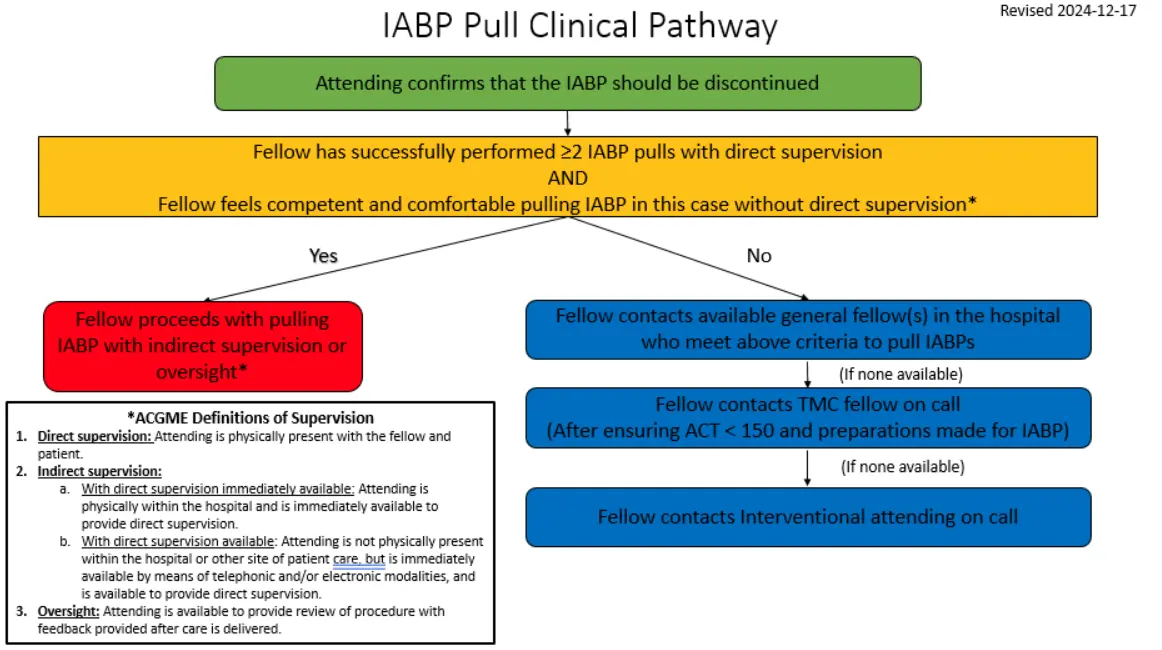 Revised 2024-12-17
IABP Pull Clinical Pathway
Attending confirms that the IABP should be discontinued
Fellow has successfully performed ≥2 IABP pulls with direct supervision
AND
Fellow feels competent and comfortable pulling IABP in this case without direct supervision*
Yes
No
Fellow proceeds with pulling
IABP with indirect supervision or
oversight*
Fellow contacts available general fellow(s) in the hospital
who meet above criteria to pull IABPs
(If none available)
Fellow contacts TMC fellow on call
(After ensuring ACT < 150 and preparations made for IABP)
(If none available)
Fellow contacts Interventional attending on call
*ACGME Definitions of Supervision
1. Direct supervision: Attending is physically present with the fellow and
patient.
2. Indirect supervision:
a. With direct supervision immediately available: Attending is
physically within the hospital and is immediately available to
provide direct supervision.
b. With direct supervision available: Attending is not physically present
within the hospital or other site of patient care, but is immediately
available by means of telephonic and/or electronic modalities, and
is available to provide direct supervision.
3. Oversight: Attending is available to provide review of procedure with
feedback provided after care is delivered.